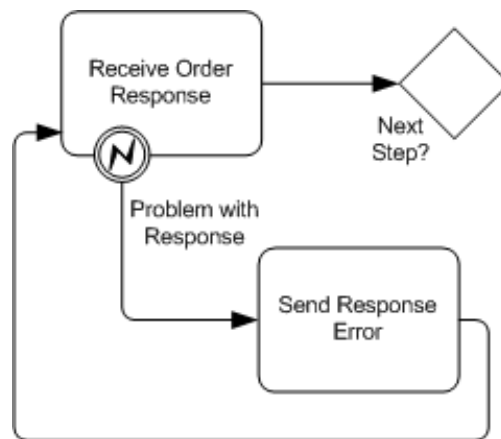 Receive Order
Response
Next
Step?
Problem with
Response
Send Response
Error